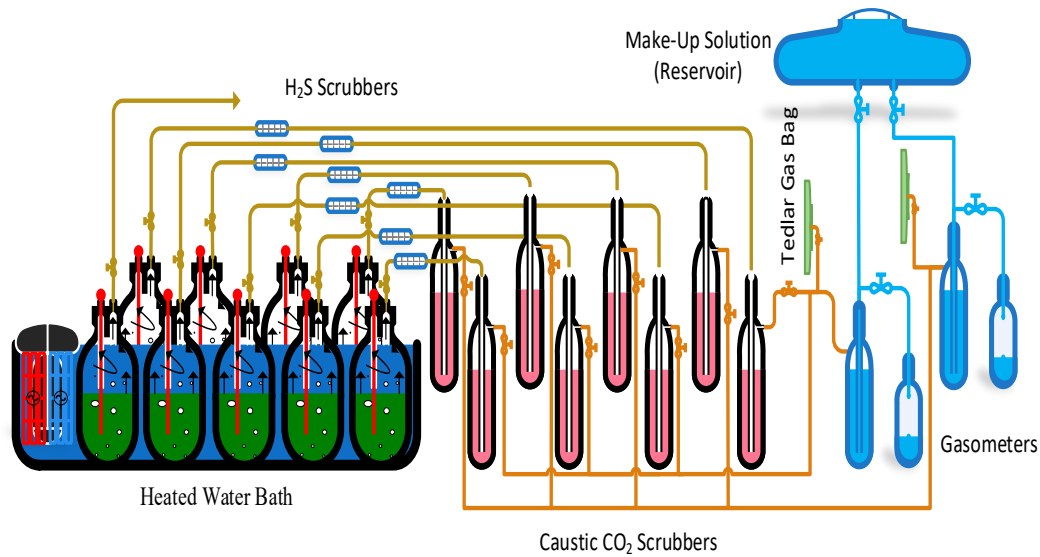 Make-Up Solution
(Reservoir)
H₂S Scrubbers
Tedlar Gas Bag
Gasometers
Heated Water Bath
Caustic CO₂ Scrubbers